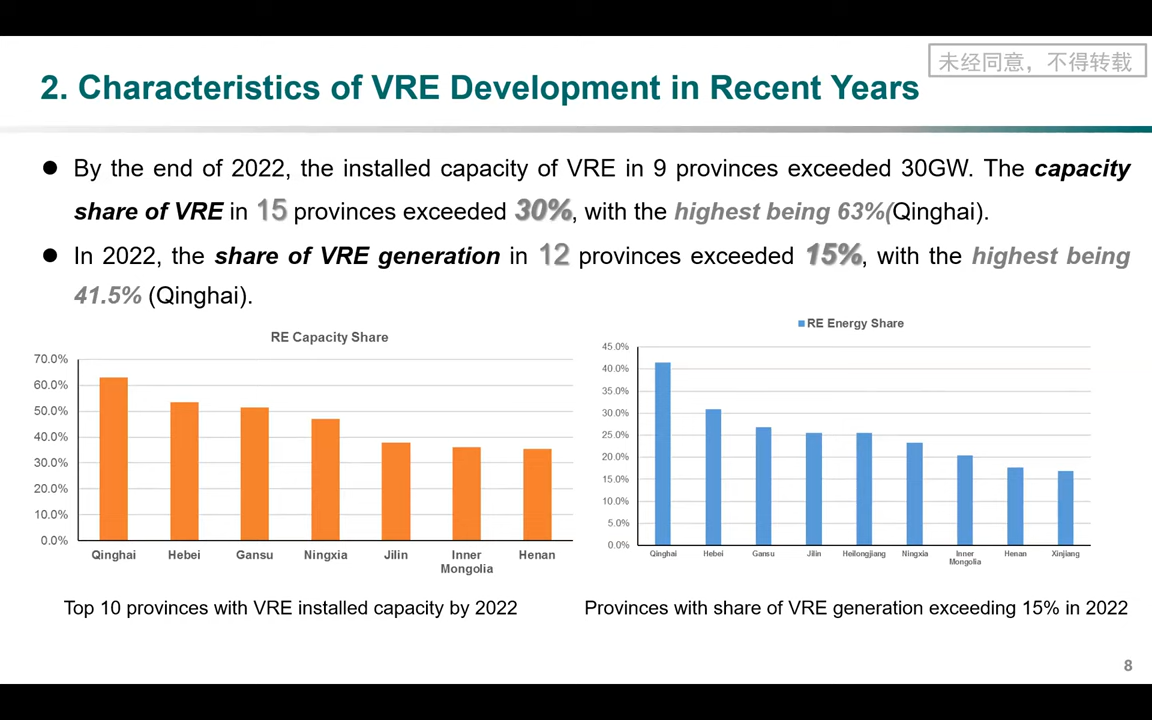 未经同意，不得转载
2. Characteristics of VRE Development in Recent Years
● By the end of 2022, the installed capacity of VRE in 9 provinces exceeded 30GW. The capacity
share of VRE in 15 provinces exceeded 30%, with the highest being 63%(Qinghai).
● In 2022, the share of VRE generation in 12 provinces exceeded 15%, with the highest being
41.5% (Qinghai).
RE Capacity Share
70.0%
60.0%
50.0%
40.0%
30.0%
20.0%
10.0%
0.0%
Qinghai Hebei Gansu Ningxia Jilin Inner Henan
Mongolia
Top 10 provinces with VRE installed capacity by 2022
RE Energy Share
45.0%
40.0%
35.0%
30.0%
25.0%
20.0%
15.0%
10.0%
5.0%
0.0%
Qinghai Hebei Gansu Jilin Heilongjiang Ningxia Inner Henan Xinjiang
Mongolia
Provinces with share of VRE generation exceeding 15% in 2022
8